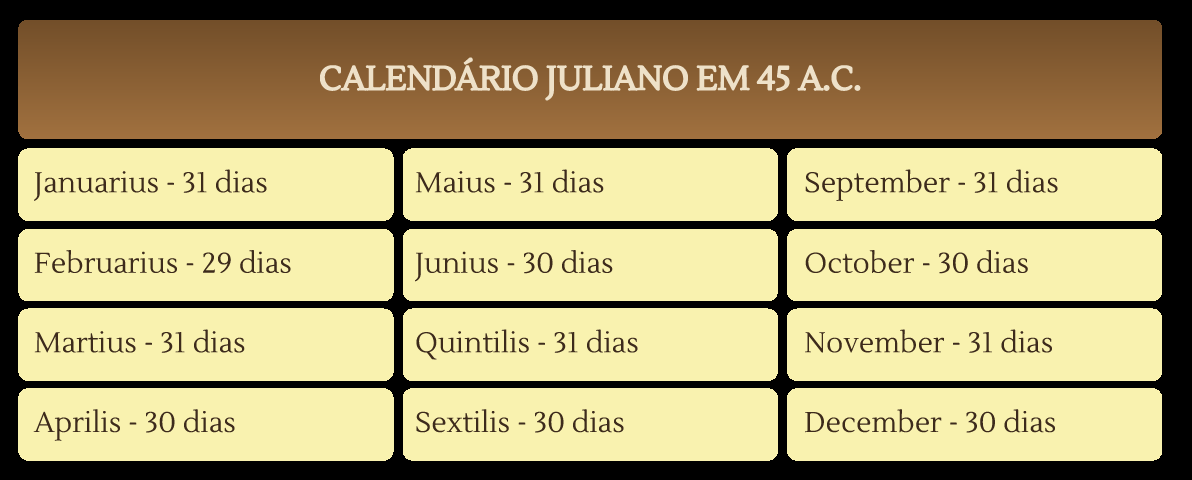 CALENDÁRIO JULIANO EM 45 A.C.
Januarius - 31 dias
Maius - 31 dias
September - 31 dias
Februarius - 29 dias
Junius - 30 dias
October - 30 dias
Martius - 31 dias
Quintilis - 31 dias
November - 31 dias
Aprilis - 30 dias
Sextilis - 30 dias
December - 30 dias